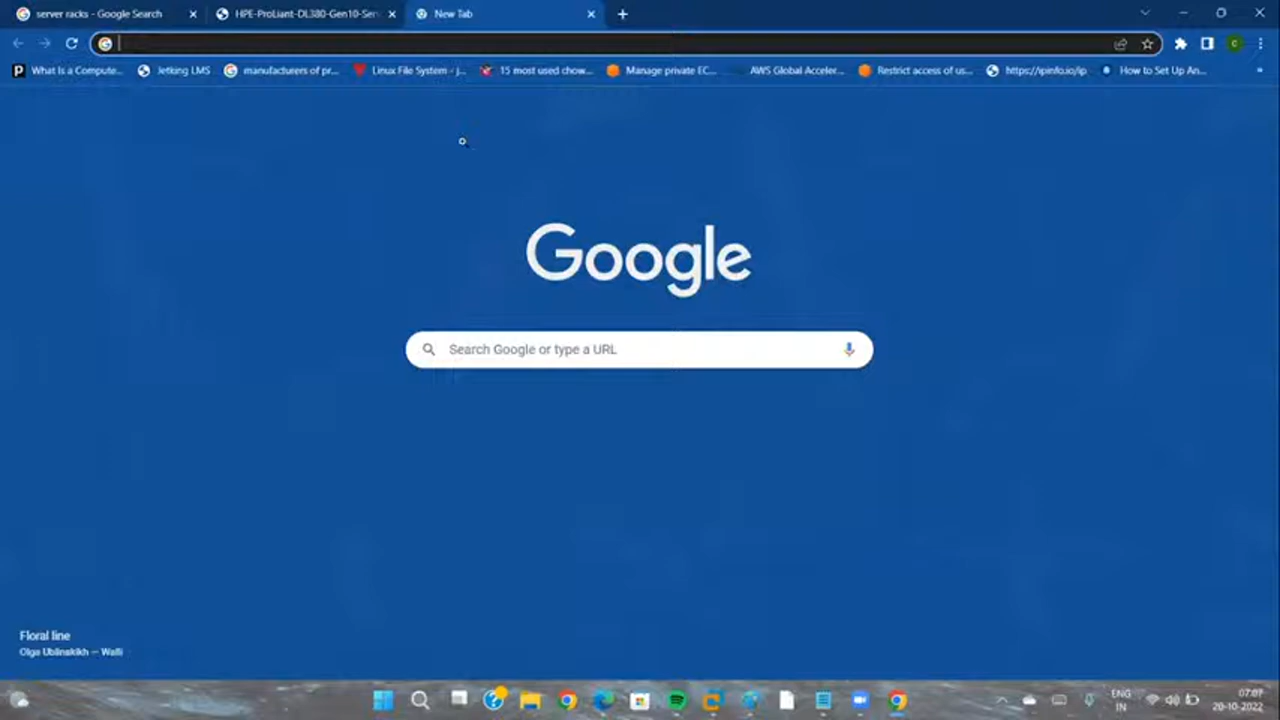 server racks - Google Search
HPE-ProLiant-DL380-Gen10-Ser
New Tab
What Is a Compute...
Jetking LMS
manufacturers of pr...
Linux File System - j...
15 most used chow...
Manage private EC...
AWS Global Acceler...
Restrict access of us...
https://ipinfo.io/ip
How to Set Up An...
Google
Search Google or type a URL
Floral line
Olga Ublinskikh — Walli
ENG
IN
07:07
20-10-2022